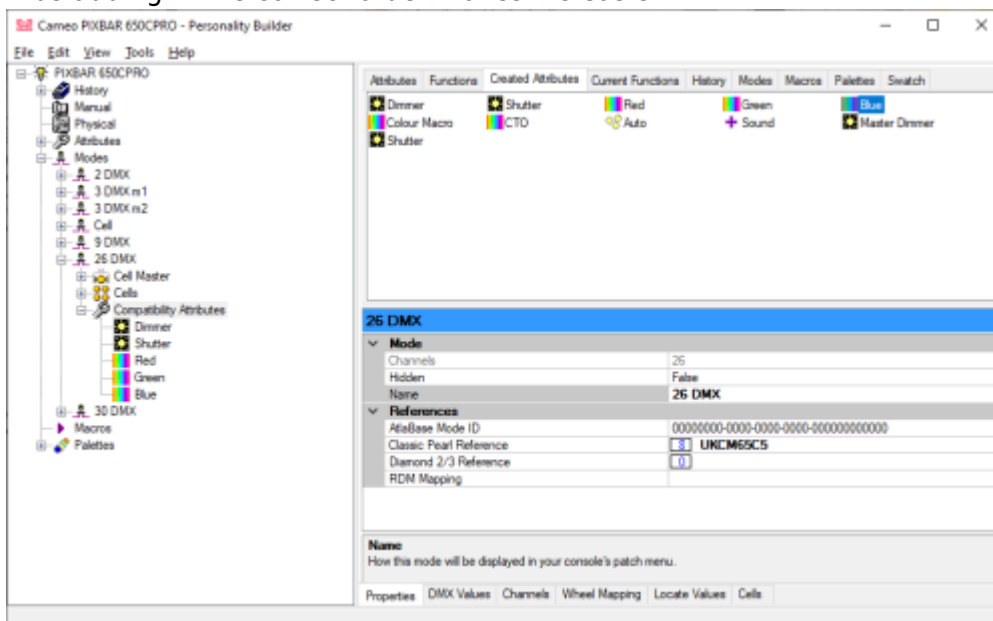 Cameo PIXBAR 650CPRO - Personality Builder
File Edit View Tools Help
PIXBAR 650CPRO
History
Manual
Physical
Attributes
Modes
2 DMX
3 DMX m1
3 DMX m2
Cell
9 DMX
26 DMX
Cell Master
Cells
Compatibility Attributes
Dimmer
Shutter
Red
Green
Blue
30 DMX
Macros
Palettes
Attributes Functions Created Attributes Current Functions History Modes Macros Palettes Swatch
Dimmer Shutter Red Green Blue
Colour Macro CTO Auto Sound Master Dimmer
Shutter
26 DMX
Mode
Channels 26
Hidden False
Name 26 DMX
References
AtlaBase Mode ID 00000000-0000-0000-0000-000000000000
Classic Pearl Reference 8 UKCM65C5
Diamond 2/3 Reference 0
RDM Mapping
Name
How this mode will be displayed in your console's patch menu.
Properties DMX Values Channels Wheel Mapping Locate Values Cells